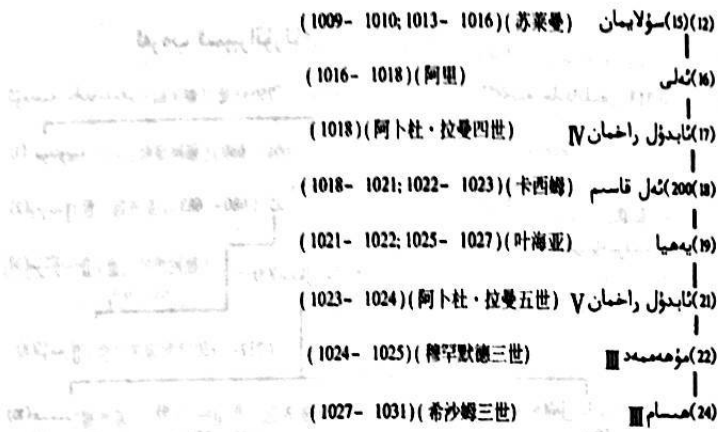 (12)(15)سۇلايمان (苏莱曼)(1009- 1010; 1013- 1016)
(16)ئەلى (阿里)(1016- 1018)
(17)ئابدۇل راخمان IV (阿卜杜·拉曼四世)(1018)
(18)(200ئەل قاسىم (卡西姆)(1018- 1021; 1022- 1023)
(19)يەھيا (叶海亚)(1021- 1022; 1025- 1027)
(21)ئابدۇل راخمان V (阿卜杜·拉曼五世)(1023- 1024)
(22)مۇھەممەد III (穆罕默德三世)(1024- 1025)
(24)ھىسام III (希沙姆三世)(1027- 1031)